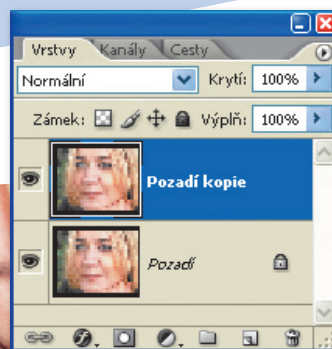 Vrstvy Kanály Cesty
Normální Krytí: 100%
Zámek: Výplň: 100%
Pozadí kopie
Pozadí